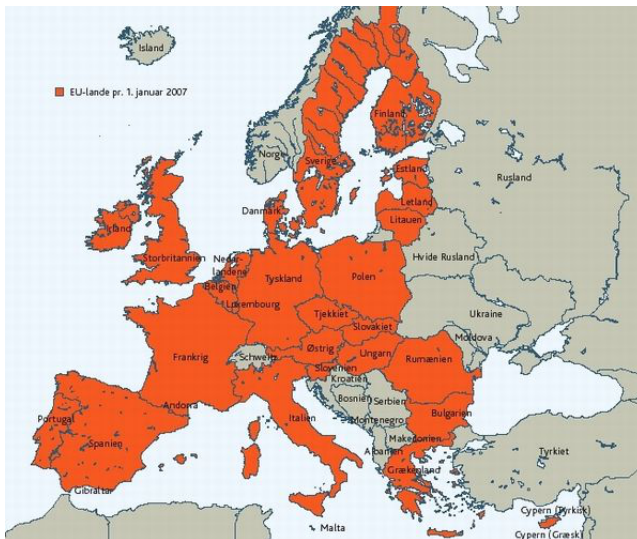 Island
EU-lande pr. 1. januar 2007
Finland
Norge
Sverige
Estland
Rusland
Letland
Danmark
Litauen
Irland
Storbritannien
Neder-
landene
Hvide Rusland
Tyskland
Polen
Belgien
Luxembourg
Tjekkiet
Ukraine
Slovakiet
Moldova
Østrig
Ungarn
Frankrig
Schweiz
Rumænien
Slovenien
Kroatien
Bosnien
Serbien
Andorra
Portugal
Italien
Montenegro
Bulgarien
Spanien
Makedonien
Albanien
Tyrkiet
Grækenland
Gibraltar
Cypern (Tyrkisk)
Malta
Cypern (Græsk)